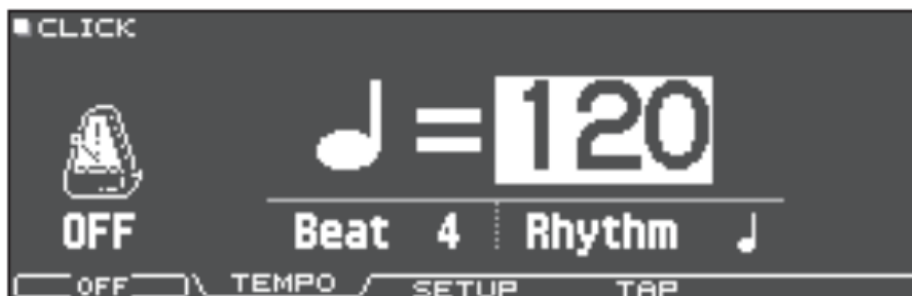 CLICK
♩=120
OFF
Beat 4 Rhythm ♩
OFF TEMPO SETUP TAP